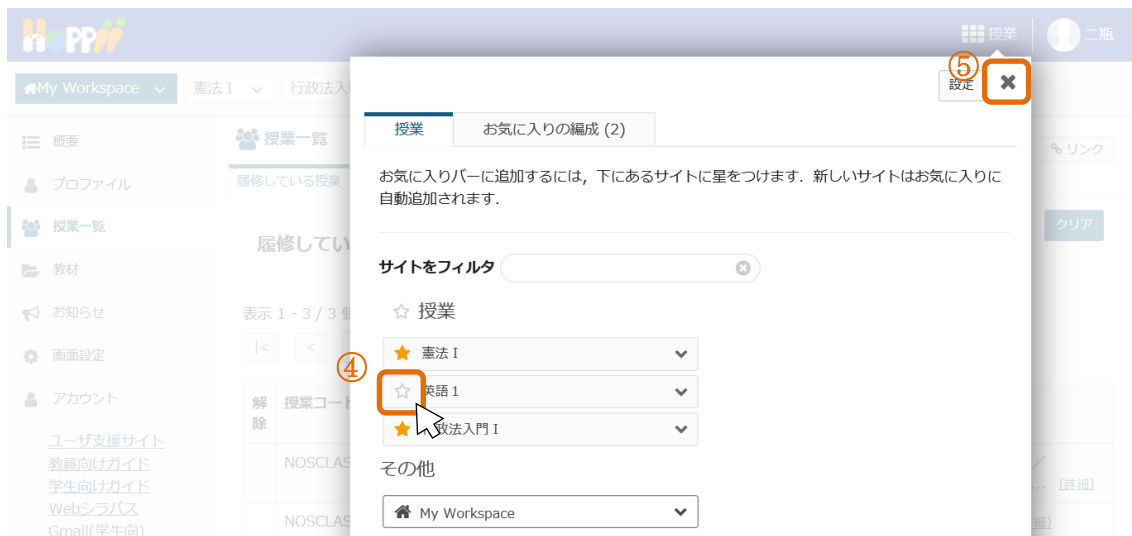 Hoppii
授業
二瓶
⑤
My Workspace
憲法 I
行政法入
設定
概要
授業一覧
授業
お気に入りの編成 (2)
リンク
プロファイル
履修している授業
お気に入りバーに追加するには，下にあるサイトに星をつけます．新しいサイトはお気に入りに
自動追加されます．
授業一覧
クリア
履修してい
教材
サイトをフィルタ
お知らせ
表示 1 - 3 / 3 個
授業
画面設定
|<
<
④
憲法 I
アカウント
解除
授業コード
英語 1
政法入門 I
ユーザ支援サイト
教員向けガイド
NOSCLAS
その他
／
学生向けガイド
... (詳細)
Webシラバス
My Workspace
Gmail(学生向)
NOSCLAS
細)